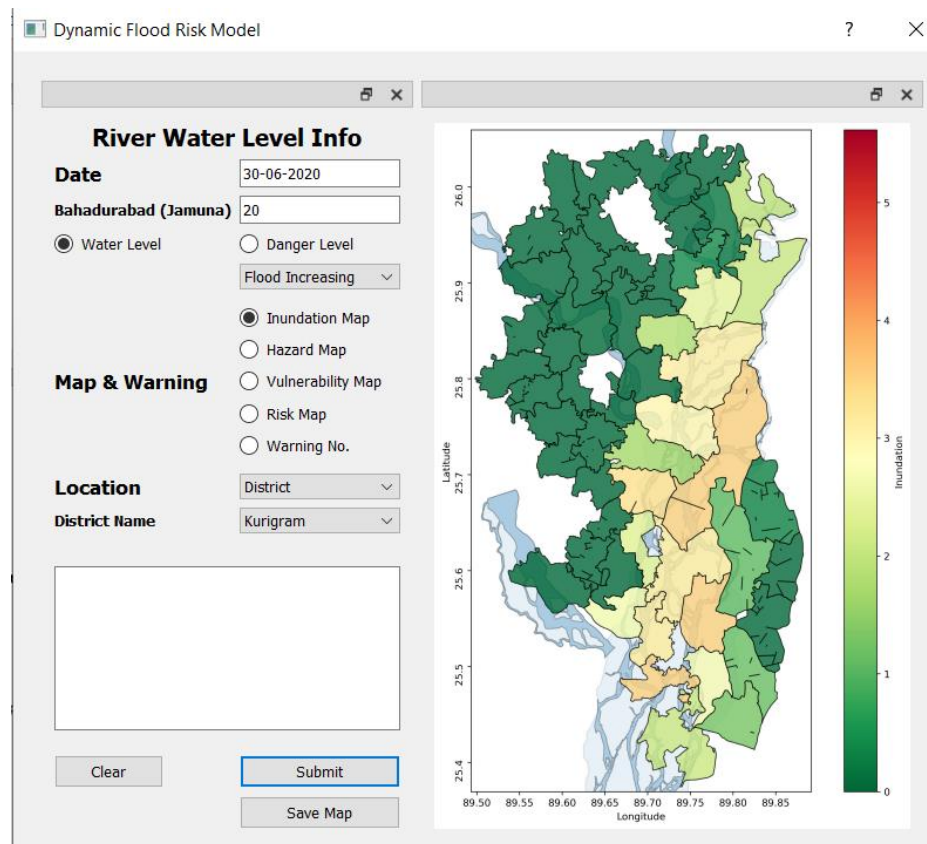 Dynamic Flood Risk Model
River Water Level Info
Date 30-06-2020
Bahadurabad (Jamuna) 20
Water Level Danger Level
Flood Increasing
Inundation Map
Hazard Map
Map & Warning Vulnerability Map
Risk Map
Warning No.
Location District
District Name Kurigram
Clear Submit
Save Map
26.0
25.9
25.8
25.7
25.6
25.5
25.4
Latitude
89.50 89.55 89.60 89.65 89.70 89.75 89.80 89.85
Longitude
5
4
3
2
1
0
Inundation